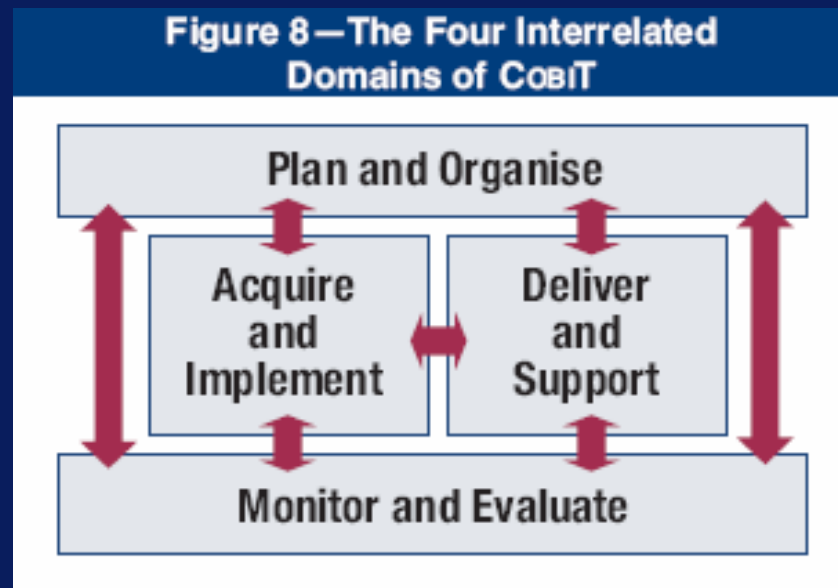 Figure 8—The Four Interrelated
Domains of COBIT
Plan and Organise
Acquire
and
Implement
Deliver
and
Support
Monitor and Evaluate